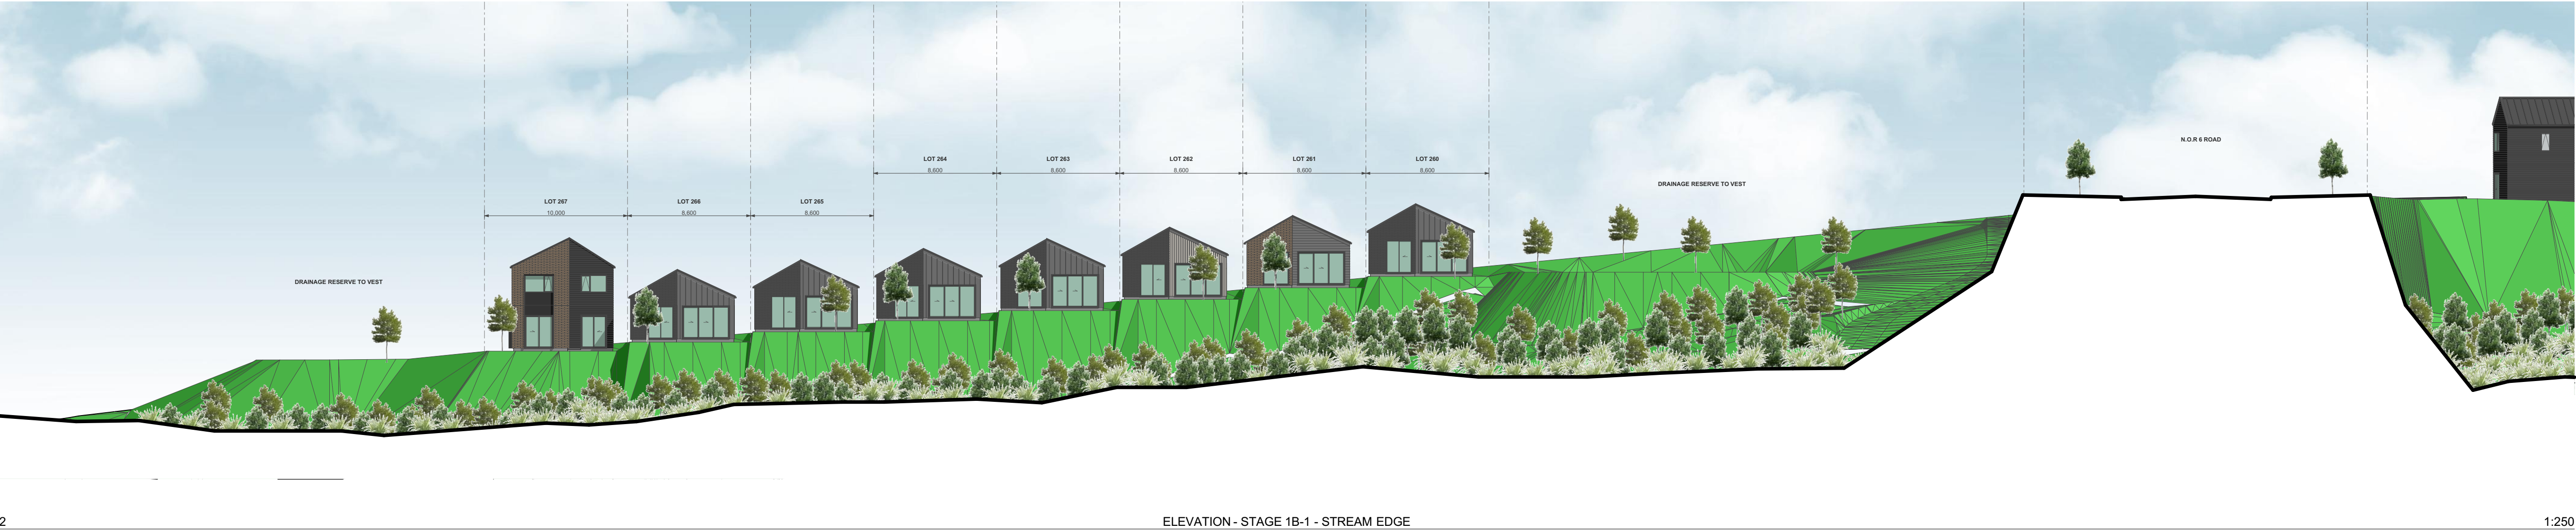 N.O.R 6 ROAD
LOT 264
LOT 263
LOT 262
LOT 261
LOT 260
8,600
8,600
8,600
8,600
8,600
DRAINAGE RESERVE TO VEST
LOT 267
LOT 266
LOT 265
10,000
8,600
8,600
DRAINAGE RESERVE TO VEST
2
ELEVATION - STAGE 1B-1 - STREAM EDGE
1:250